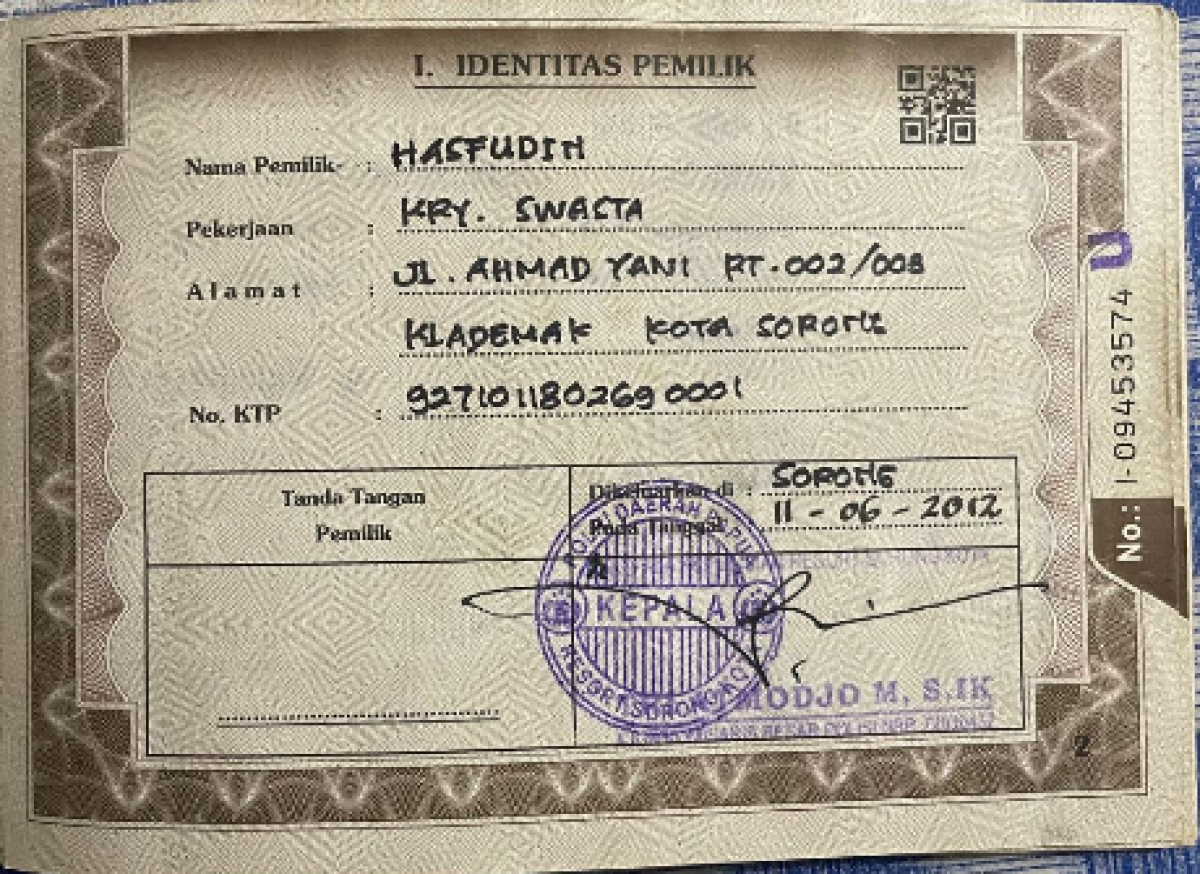 I. IDENTITAS PEMILIK
Nama Pemilik : HASFUDIN
Pekerjaan : KRY. SWASTA
Alamat : JL. AHMAD YANI RT.002/008
KLADEMAK KOTA SORONG
No. KTP : 9271011802690001
Tanda Tangan
Pemilik
Dikeluarkan di : SORONG
Pada Tanggal 11 - 06 - 2012
KEPALA
MODJO M, S.IK
2
No.: I-09453574
U